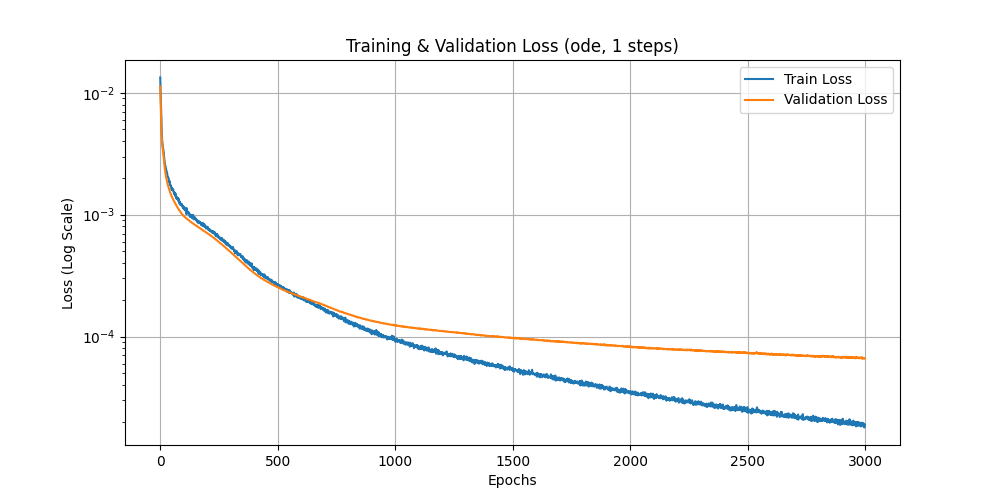 Training & Validation Loss (ode, 1 steps)
Train Loss
Validation Loss
Loss (Log Scale)
10^-2
10^-3
10^-4
0 500 1000 1500 2000 2500 3000
Epochs